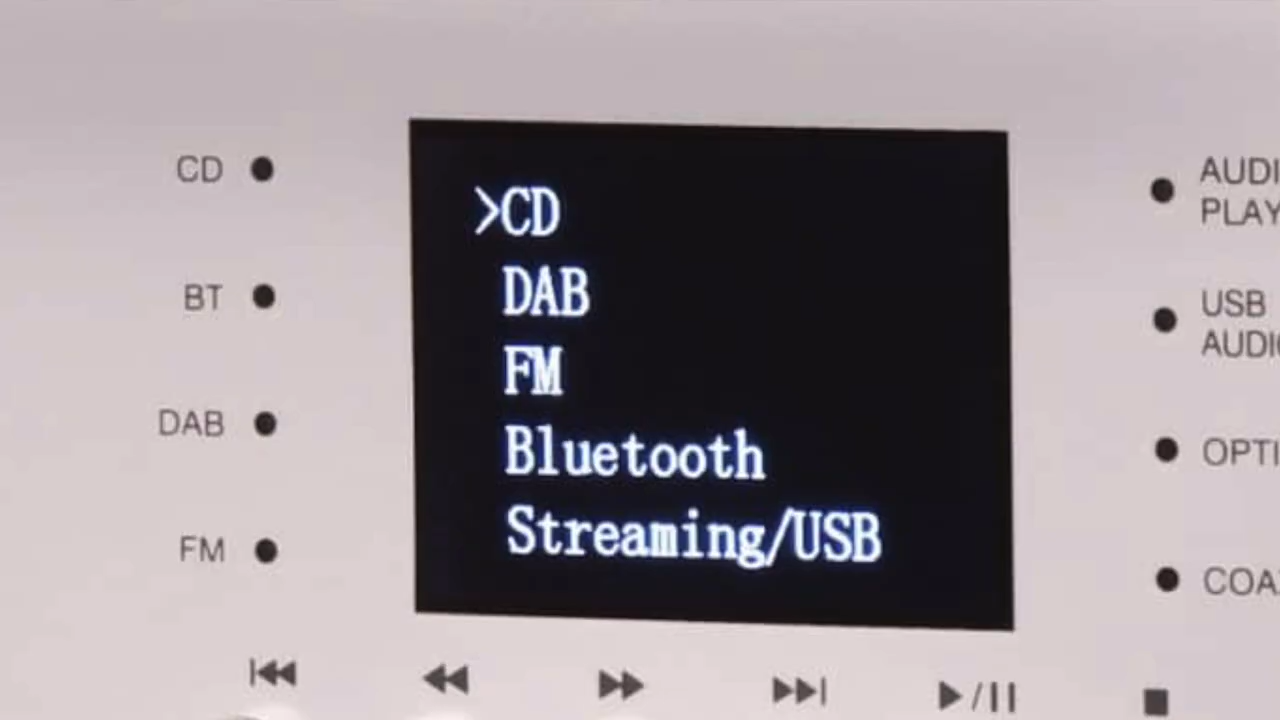 CD
BT
DAB
FM
>CD
DAB
FM
Bluetooth
Streaming/USB
USB